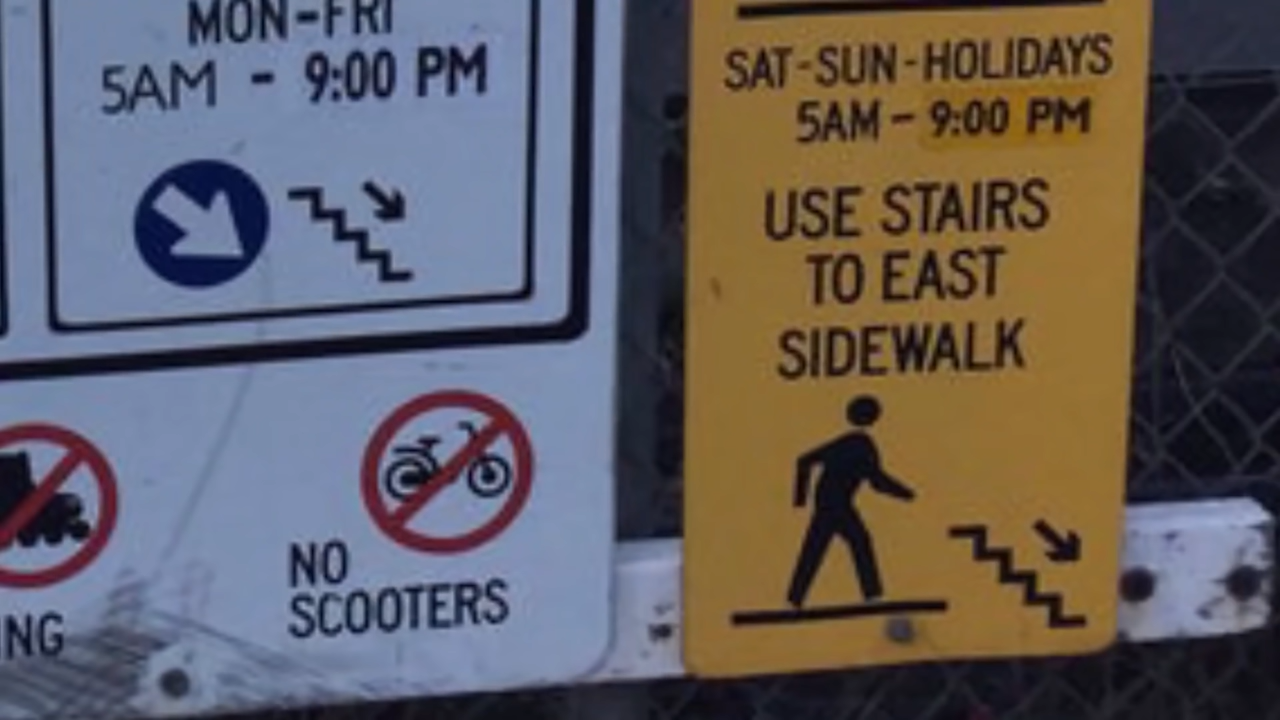 MON-FRI
5AM - 9:00 PM
NO
SCOOTERS
ING
SAT-SUN-HOLIDAYS
5AM - 9:00 PM
USE STAIRS
TO EAST
SIDEWALK